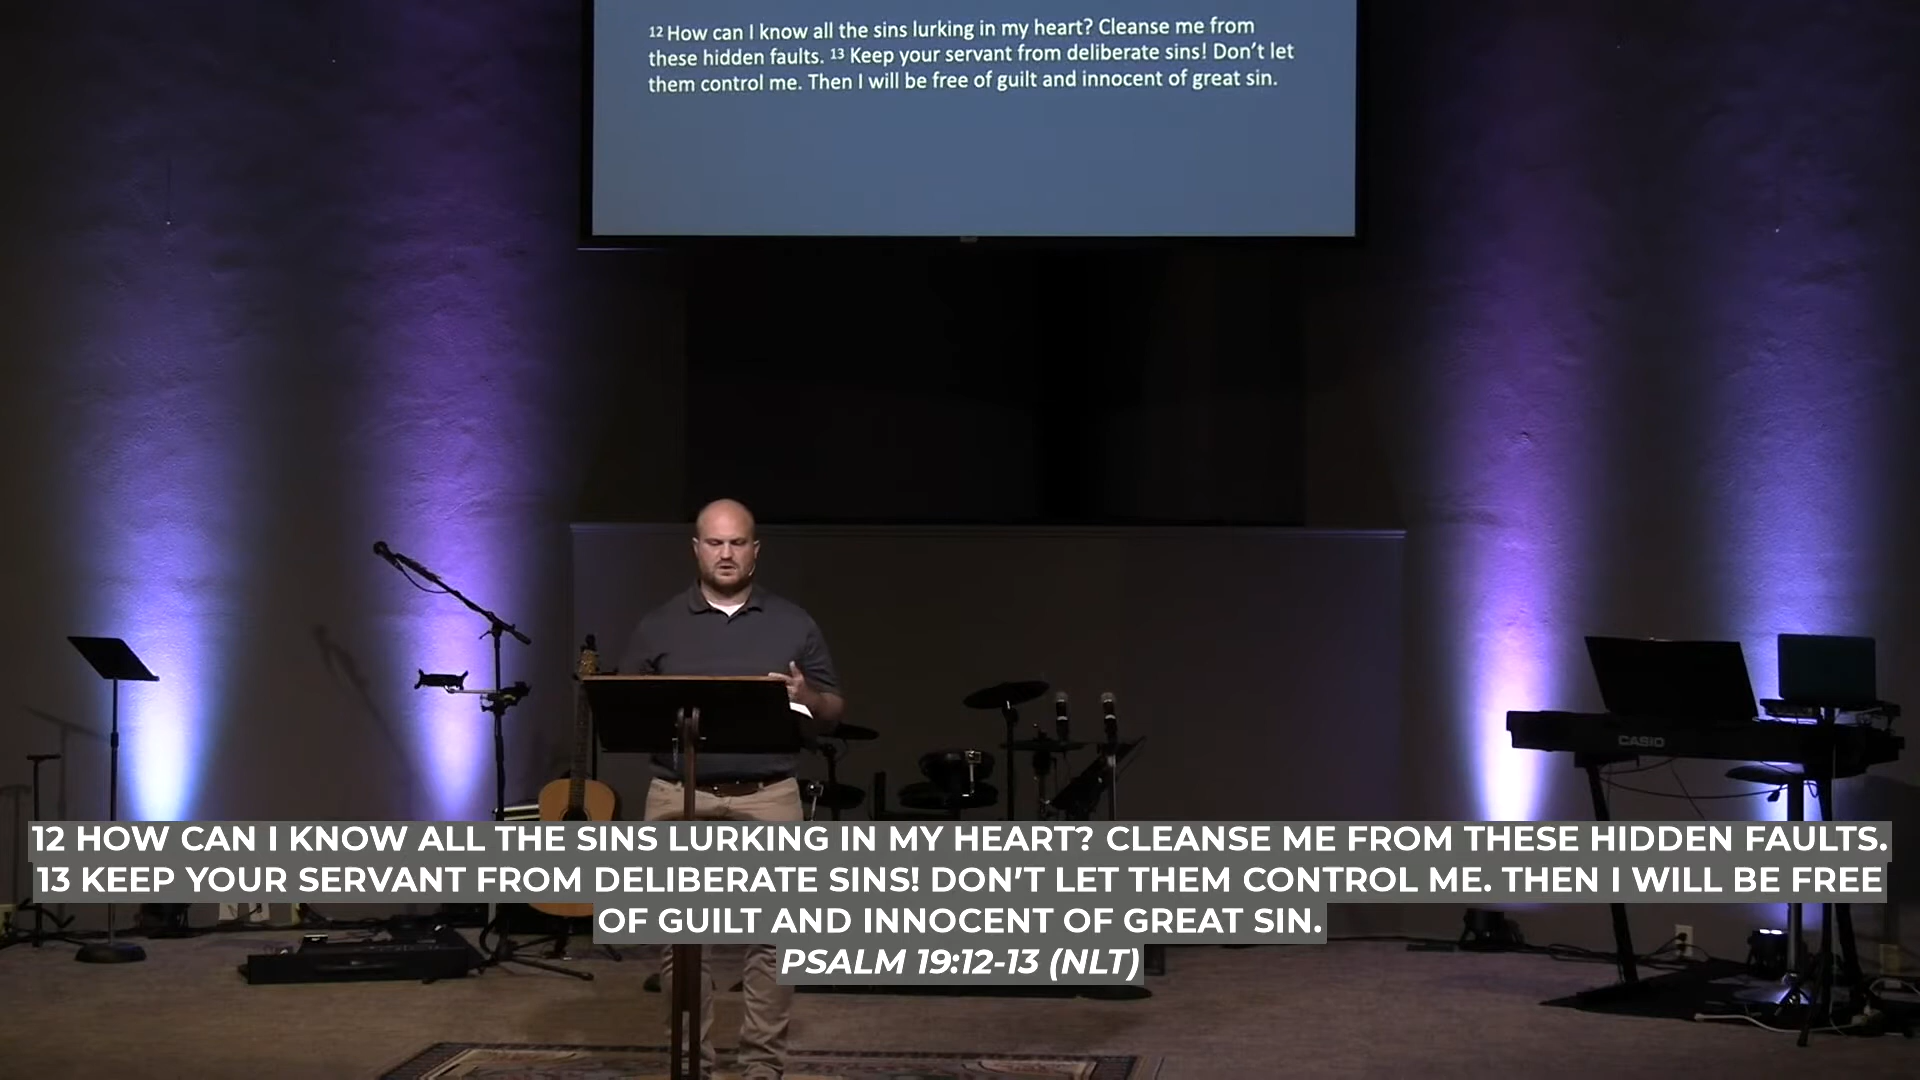 12 How can I know all the sins lurking in my heart? Cleanse me from
these hidden faults. 13 Keep your servant from deliberate sins! Don’t let
them control me. Then I will be free of guilt and innocent of great sin.
CASIO
12 HOW CAN I KNOW ALL THE SINS LURKING IN MY HEART? CLEANSE ME FROM THESE HIDDEN FAULTS.
13 KEEP YOUR SERVANT FROM DELIBERATE SINS! DON’T LET THEM CONTROL ME. THEN I WILL BE FREE
OF GUILT AND INNOCENT OF GREAT SIN.
PSALM 19:12-13 (NLT)